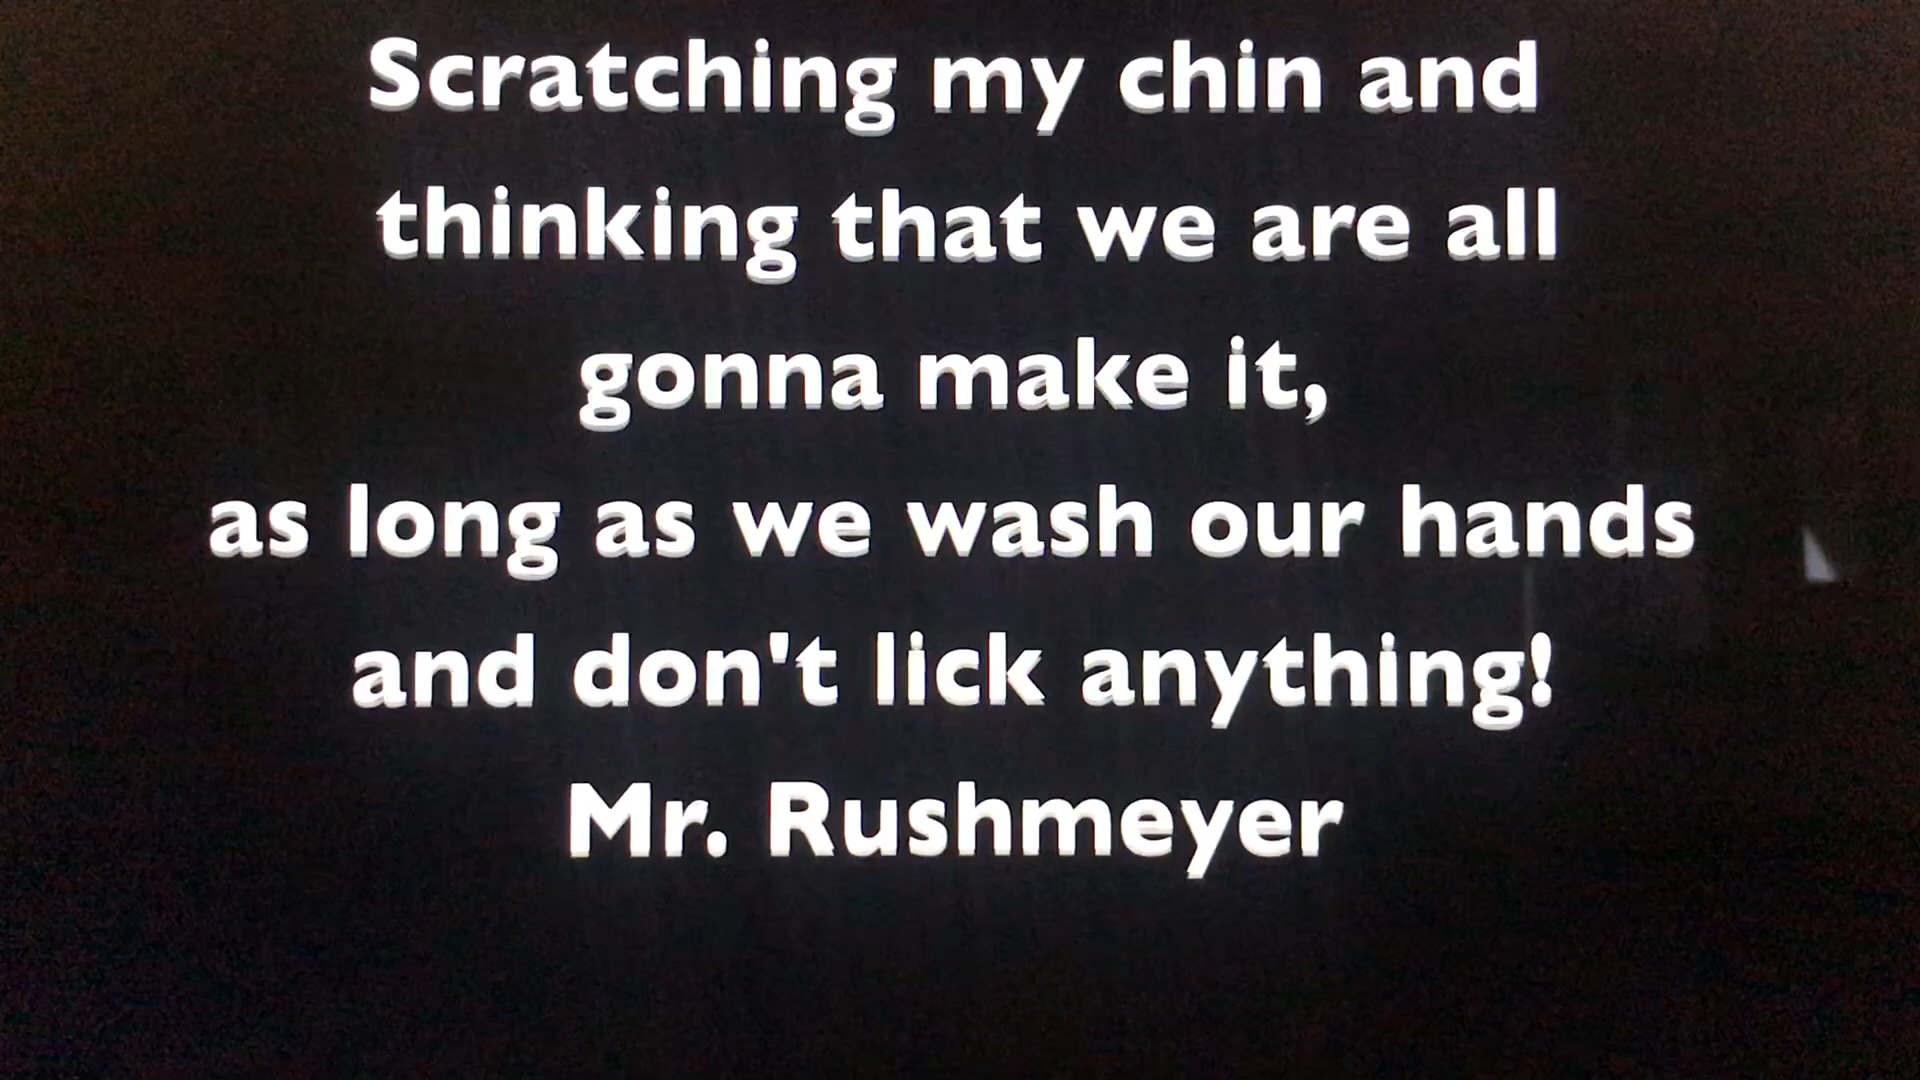 Scratching my chin and
thinking that we are all
gonna make it,
as long as we wash our hands
and don't lick anything!
Mr. Rushmeyer